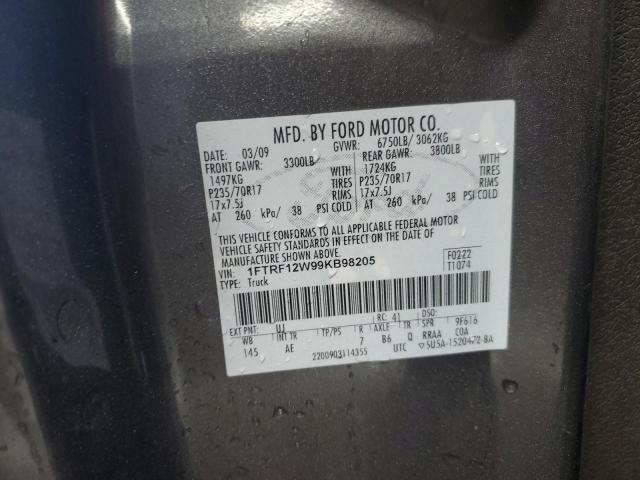 MFD. BY FORD MOTOR CO.
DATE: 03/09 GVWR: 6750LB/ 3062KG
FRONT GAWR: 3300LB REAR GAWR: 3800LB
1497KG 1724KG
P235/70R17 TIRES P235/70R17 TIRES
17x7.5J RIMS 17x7.5J RIMS
AT 260 kPa/ 38 PSI COLD AT 260 kPa/ 38 PSI COLD
THIS VEHICLE CONFORMS TO ALL APPLICABLE FEDERAL MOTOR
VEHICLE SAFETY STANDARDS IN EFFECT ON THE DATE OF
MANUFACTURE SHOWN ABOVE.
VIN: 1FTRF12W99KB98205 F0222
TYPE: Truck T1074
EXT PNT: UJ RC: 41 DSO:
WB INT TR TP/PS R AXLE TR SPR 9F616
145 AE 7 B6 Q RRAA COA
2200903114355 UTC ▽5U5A-1520472-BA